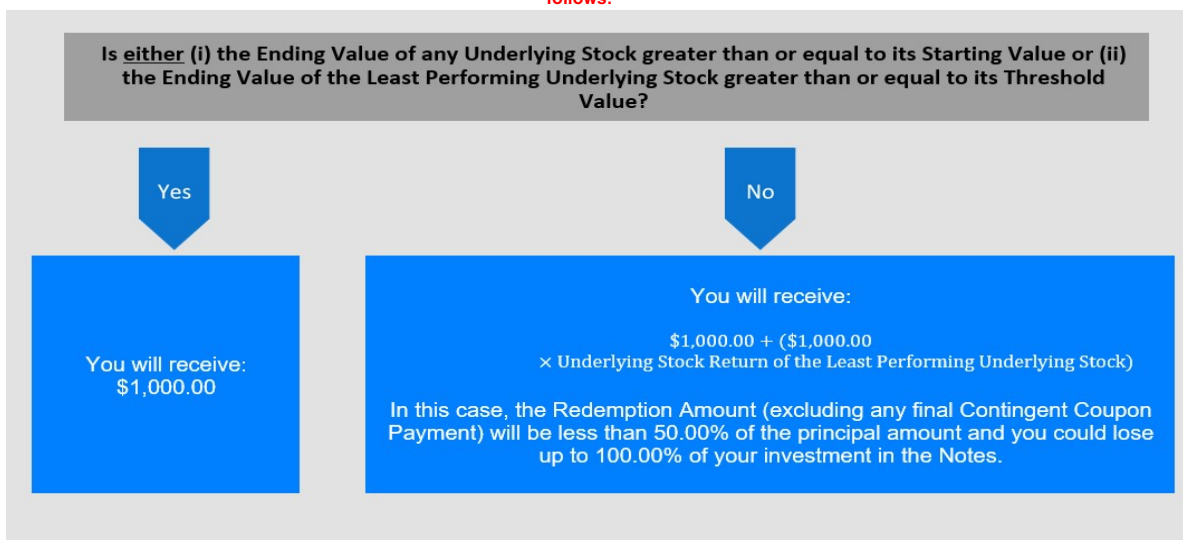 follows:
Is either (i) the Ending Value of any Underlying Stock greater than or equal to its Starting Value or (ii)
the Ending Value of the Least Performing Underlying Stock greater than or equal to its Threshold
Value?
Yes
No
You will receive:
$1,000.00
You will receive:
$1,000.00 + ($1,000.00
× Underlying Stock Return of the Least Performing Underlying Stock)
In this case, the Redemption Amount (excluding any final Contingent Coupon
Payment) will be less than 50.00% of the principal amount and you could lose
up to 100.00% of your investment in the Notes.